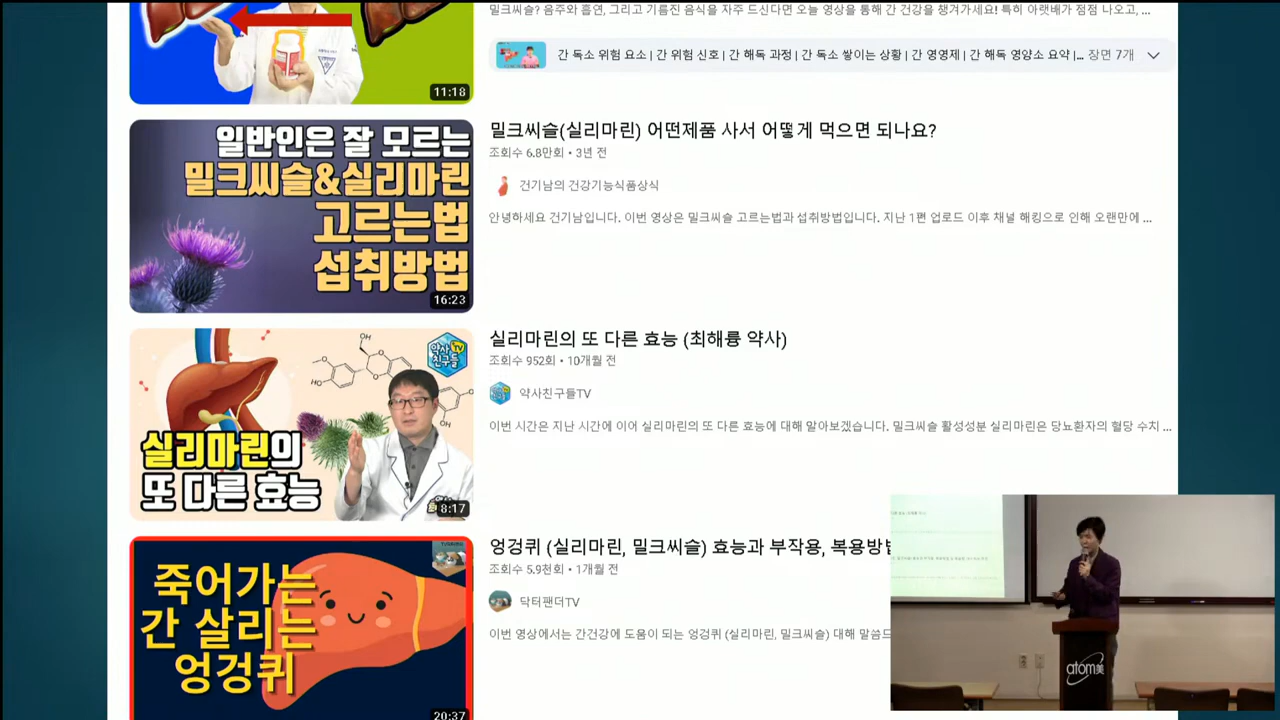 밀크씨슬? 음주와 흡연, 그리고 기름진 음식을 자주 드신다면 오늘 영상을 통해 간 건강을 챙겨가세요! 특히 아랫배가 점점 나오고, ...
간 독소 위험 요소 | 간 위험 신호 | 간 해독 과정 | 간 독소 쌓이는 상황 | 간 영영제 | 간 해독 영양소 요약 |... 장면 7개
11:18
일반인은 잘 모르는
밀크씨슬&실리마린
고르는법
섭취방법
16:23
밀크씨슬(실리마린) 어떤제품 사서 어떻게 먹으면 되나요?
조회수 6.8만회 • 3년 전
건기남의 건강기능식품상식
안녕하세요 건기남입니다. 이번 영상은 밀크씨슬 고르는법과 섭취방법입니다. 지난 1편 업로드 이후 채널 해킹으로 인해 오랜만에 ...
약사TV
친구들
OH
O
O
HO
O
OH
실리마린의
또 다른 효능
8:17
실리마린의 또 다른 효능 (최해륭 약사)
조회수 952회 • 10개월 전
약사친구들TV
이번 시간은 지난 시간에 이어 실리마린의 또 다른 효능에 대해 알아보겠습니다. 밀크씨슬 활성성분 실리마린은 당뇨환자의 혈당 수치 ...
죽어가는
간 살리는
엉겅퀴
20:37
엉겅퀴 (실리마린, 밀크씨슬) 효능과 부작용, 복용방법
조회수 5.9천회 • 1개월 전
닥터팬더TV
이번 영상에서는 간건강에 도움이 되는 엉겅퀴 (실리마린, 밀크씨슬) 대해 말씀드
atom美